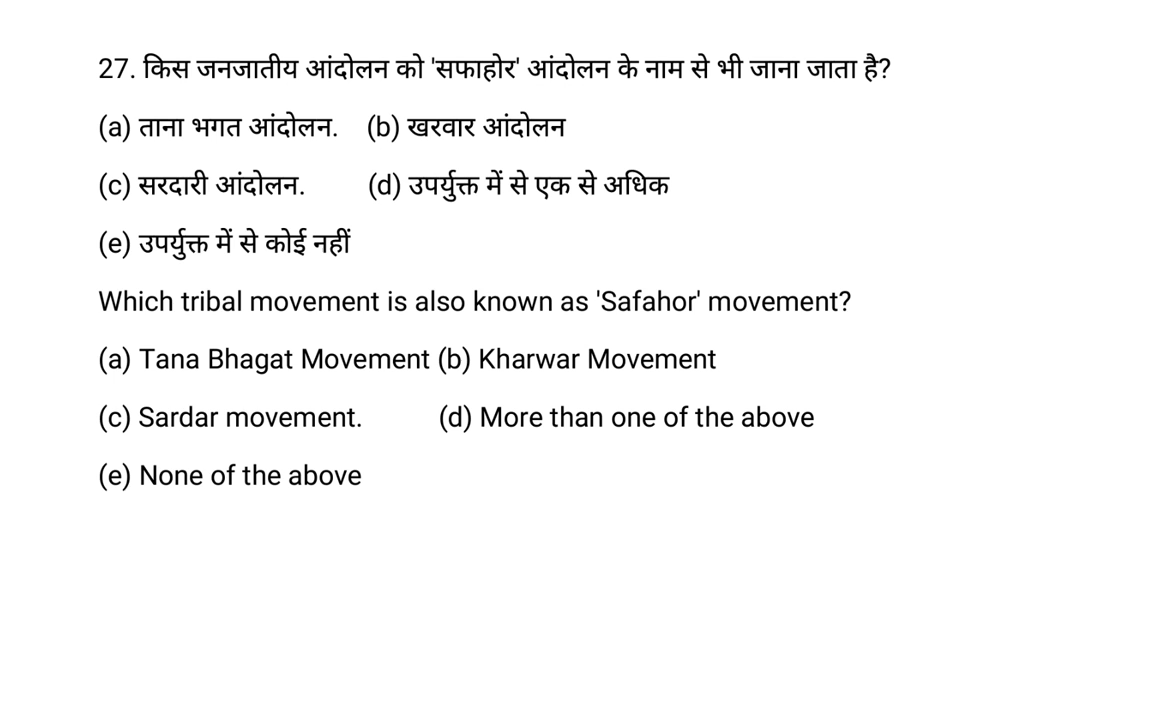 27. किस जनजातीय आंदोलन को 'सफाहोर' आंदोलन के नाम से भी जाना जाता है?
(a) ताना भगत आंदोलन. (b) खरवार आंदोलन
(c) सरदारी आंदोलन. (d) उपर्युक्त में से एक से अधिक
(e) उपर्युक्त में से कोई नहीं
Which tribal movement is also known as 'Safahor' movement?
(a) Tana Bhagat Movement (b) Kharwar Movement
(c) Sardar movement. (d) More than one of the above
(e) None of the above